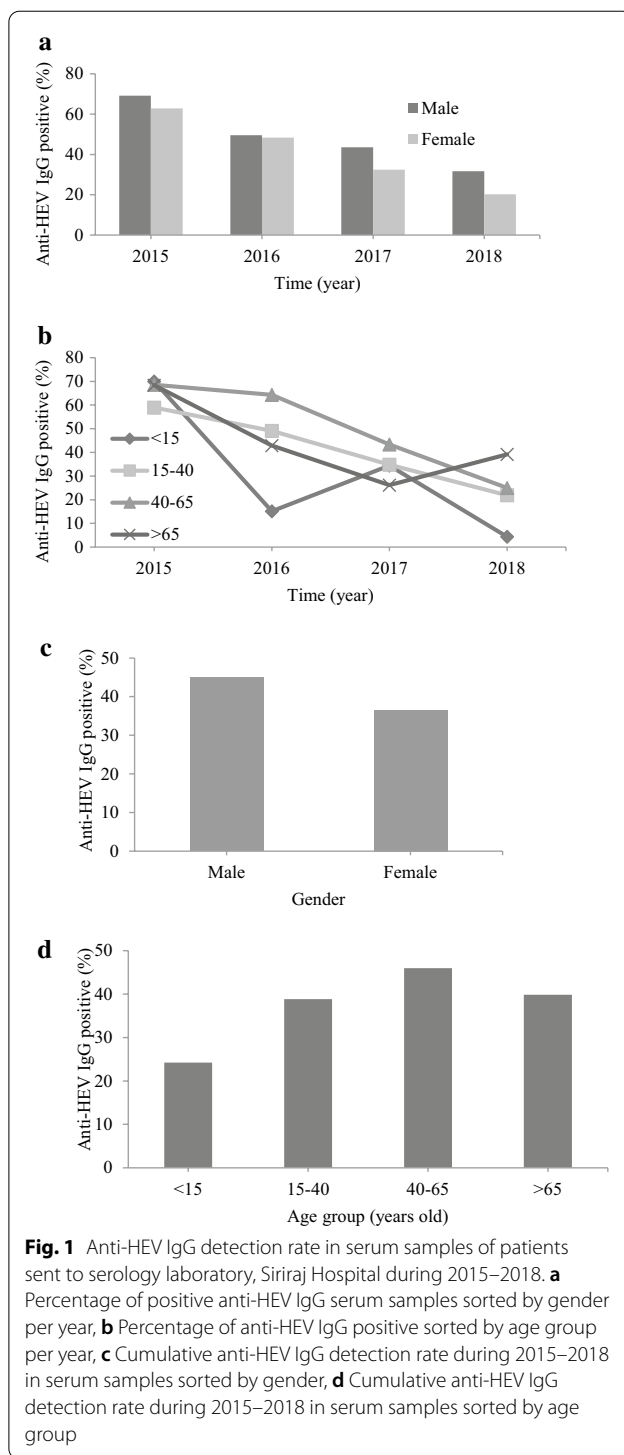 a
Anti-HEV IgG positive (%)
80
60
40
20
0
Male
Female
2015 2016 2017 2018
Time (year)
b
Anti-HEV IgG positive (%)
80
70
60
50
40
30
20
10
0
<15
15-40
40-65
>65
2015 2016 2017 2018
Time (year)
c
Anti-HEV IgG positive (%)
50
40
30
20
10
0
Male Female
Gender
d
Anti-HEV IgG positive (%)
50
40
30
20
10
0
<15 15-40 40-65 >65
Age group (years old)
Fig. 1 Anti-HEV IgG detection rate in serum samples of patients
sent to serology laboratory, Siriraj Hospital during 2015–2018. a
Percentage of positive anti-HEV IgG serum samples sorted by gender
per year, b Percentage of anti-HEV IgG positive sorted by age group
per year, c Cumulative anti-HEV IgG detection rate during 2015–2018
in serum samples sorted by gender, d Cumulative anti-HEV IgG
detection rate during 2015–2018 in serum samples sorted by age
group